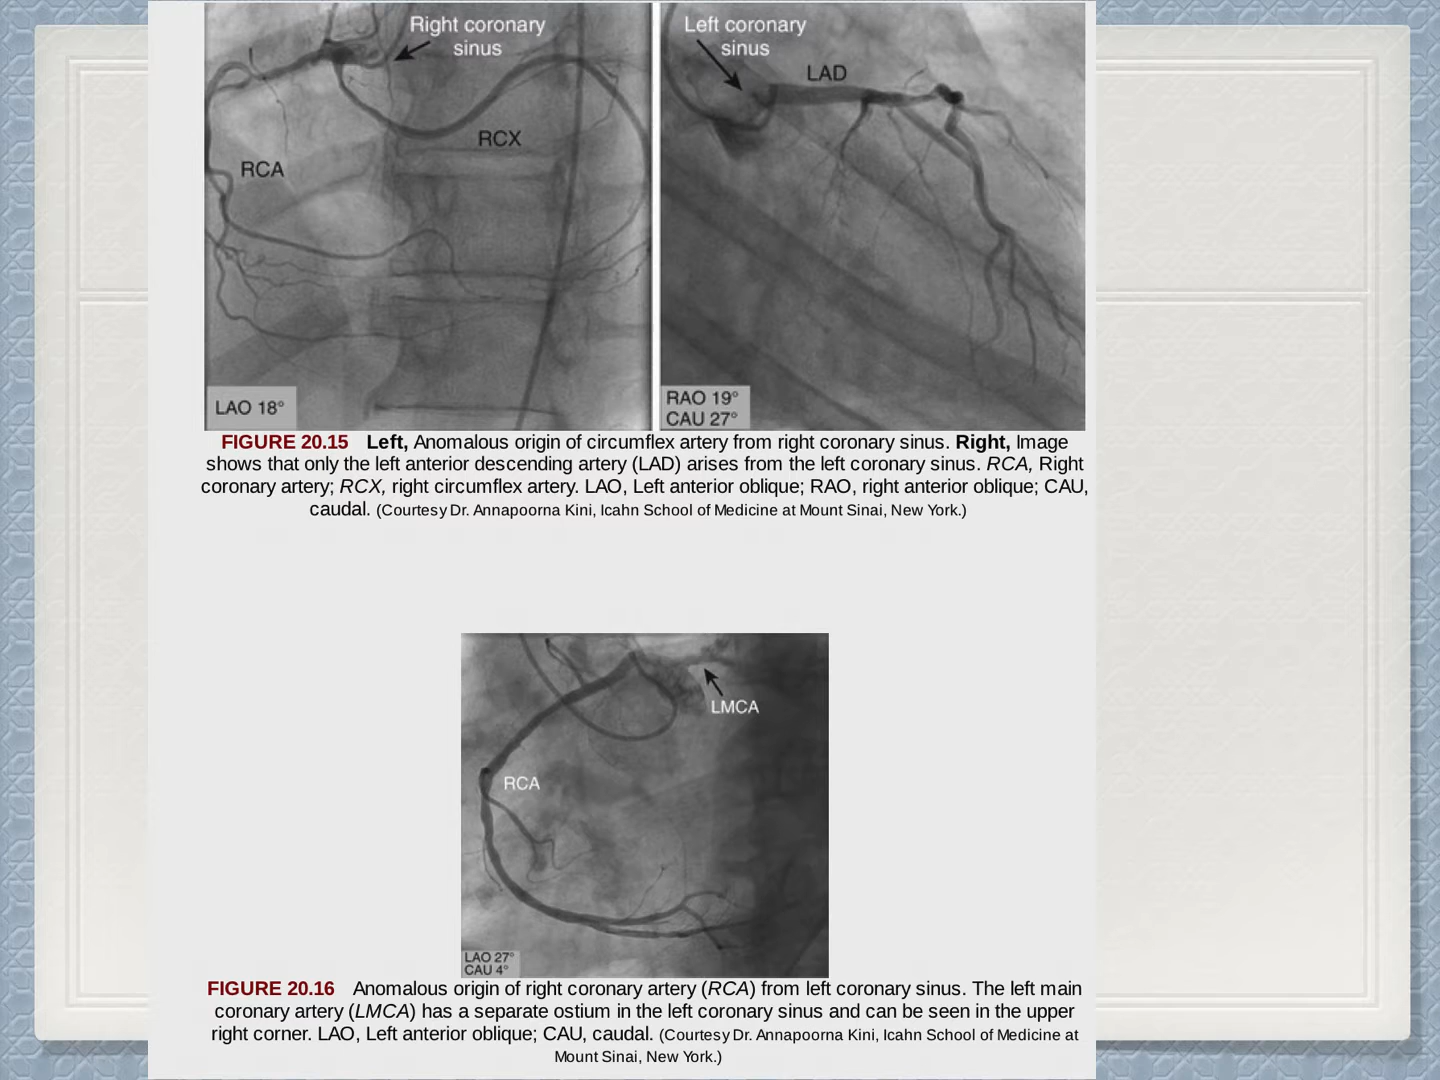 Right coronary
sinus
RCX
RCA
LAO 18°
Left coronary
sinus
LAD
RAO 19°
CAU 27°
FIGURE 20.15 Left, Anomalous origin of circumflex artery from right coronary sinus. Right, Image
shows that only the left anterior descending artery (LAD) arises from the left coronary sinus. RCA, Right
coronary artery; RCX, right circumflex artery. LAO, Left anterior oblique; RAO, right anterior oblique; CAU,
caudal. (Courtesy Dr. Annapoorna Kini, Icahn School of Medicine at Mount Sinai, New York.)
LMCA
RCA
LAO 27°
CAU 4°
FIGURE 20.16 Anomalous origin of right coronary artery (RCA) from left coronary sinus. The left main
coronary artery (LMCA) has a separate ostium in the left coronary sinus and can be seen in the upper
right corner. LAO, Left anterior oblique; CAU, caudal. (Courtesy Dr. Annapoorna Kini, Icahn School of Medicine at
Mount Sinai, New York.)